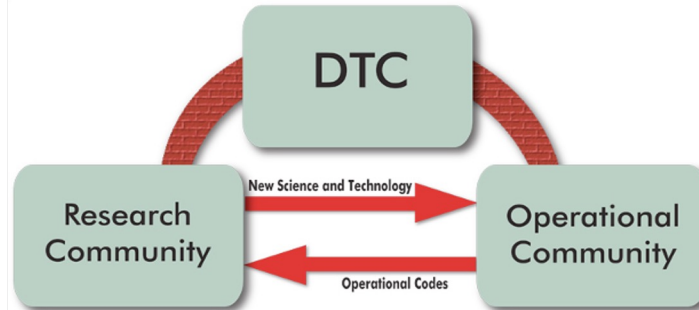 DTC
New Science and Technology
Research
Community
Operational
Community
Operational Codes